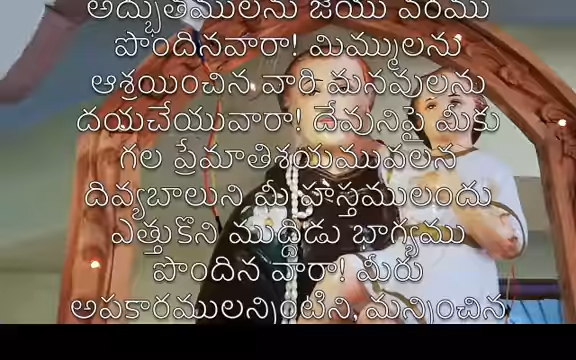 అద్భుతములను జేయు వరము
పొందినవారా! మిమ్ములను
ఆశ్రయించిన వారి మనవులను
దయచేయువారా! దేవునిపై మీకు
గల ప్రేమాతిశయమువలన
దివ్యబాలుని మీ హస్తములందు
ఎత్తుకొని ముద్దిడు భాగ్యము
పొందిన వారా! మీరు
అపకారములన్నింటిని, మన్నించిన